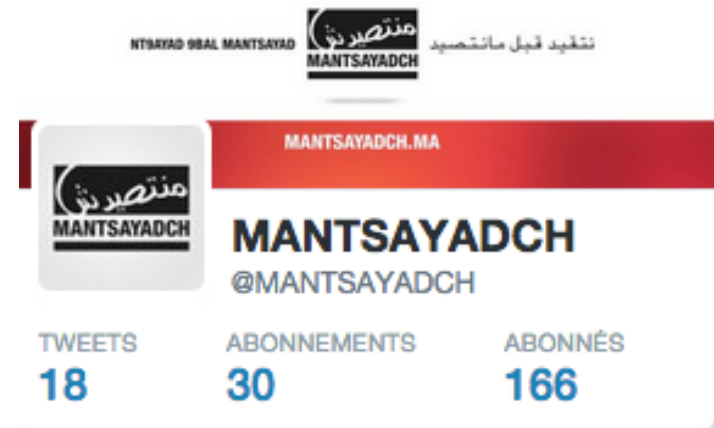 NT9AYAD 9BAL MANTSAYAD
منتصيدش
MANTSAYADCH
نتقيد قبل مانتصيد
MANTSAYADCH.MA
منتصيدش
MANTSAYADCH
MANTSAYADCH
@MANTSAYADCH
TWEETS ABONNEMENTS ABONNÉS
18 30 166